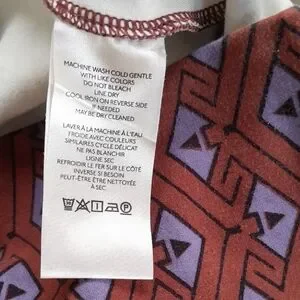 MACHINE WASH COLD GENTLE
WITH LIKE COLORS
DO NOT BLEACH
LINE DRY
COOL IRON ON REVERSE SIDE
IF NEEDED
MAY BE DRY CLEANED
LAVER À LA MACHINE À L'EAU
FROIDE AVEC COULEURS
SIMILAIRES CYCLE DÉLICAT
NE PAS BLANCHIR
LIGNE SEC
REFROIDIR LE FER SUR LE CÔTÉ
INVERSE SI BESOIN
PEUT-ÊTRE ÊTRE NETTOYÉE
À SEC
P